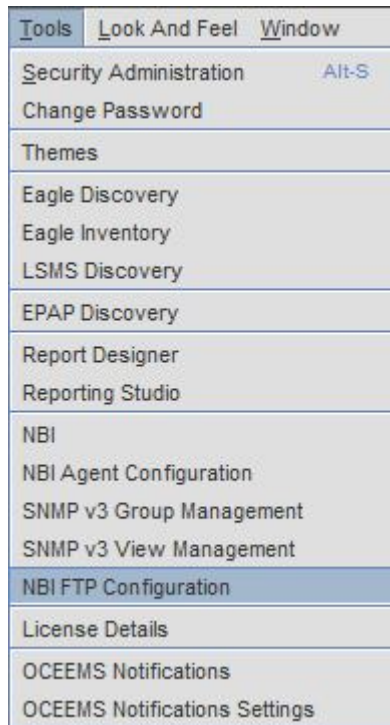 Tools Look And Feel Window
Security Administration Alt-S
Change Password
Themes
Eagle Discovery
Eagle Inventory
LSMS Discovery
EPAP Discovery
Report Designer
Reporting Studio
NBI
NBI Agent Configuration
SNMP v3 Group Management
SNMP v3 View Management
NBI FTP Configuration
License Details
OCEEMS Notifications
OCEEMS Notifications Settings